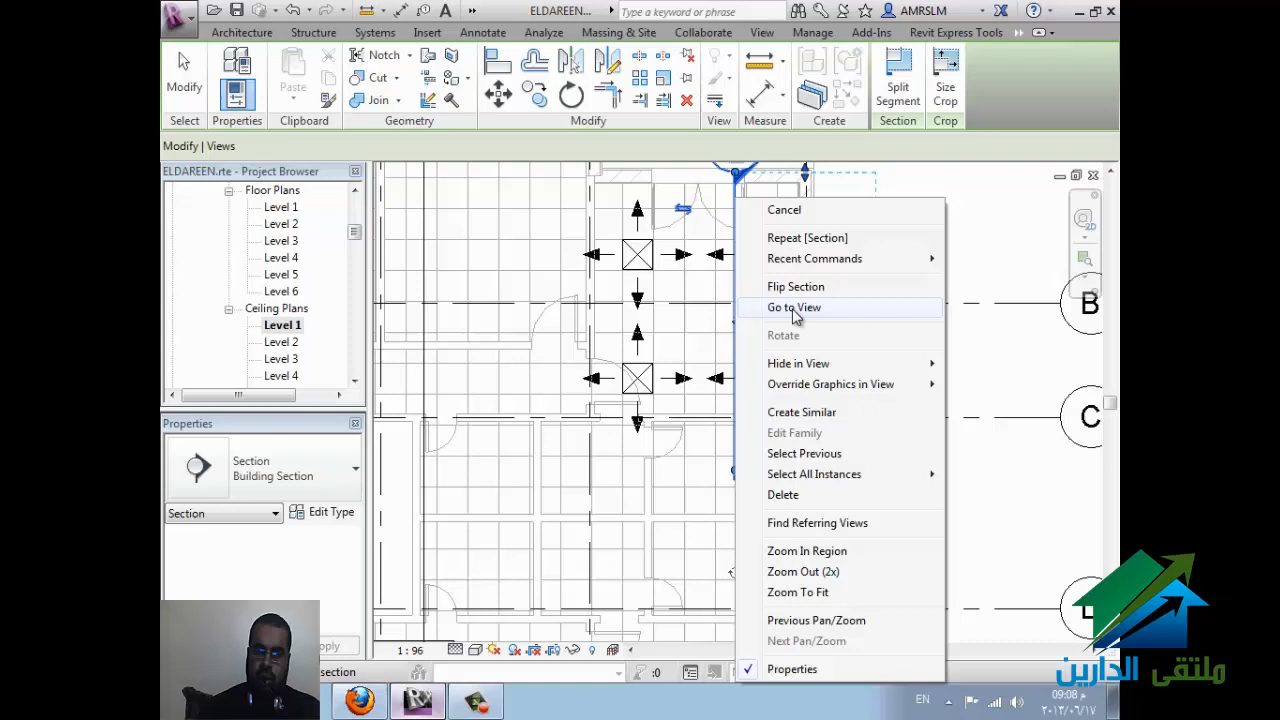 ELDAREEN...
Type a keyword or phrase
AMRSLM
Architecture Structure Systems Insert Annotate Analyze Massing & Site Collaborate View Manage Add-Ins Revit Express Tools
Modify
Paste
Notch
Cut
Join
Split Segment
Size Crop
Select Properties Clipboard Geometry Modify View Measure Create Section Crop
Modify | Views
ELDAREEN.rte - Project Browser
Floor Plans
Level 1
Level 2
Level 3
Level 4
Level 5
Level 6
Ceiling Plans
Level 1
Level 2
Level 3
Level 4
Properties
Section
Building Section
Section
Edit Type
2D
B
C
Cancel
Repeat [Section]
Recent Commands
Flip Section
Go to View
Rotate
Hide in View
Override Graphics in View
Create Similar
Edit Family
Select Previous
Select All Instances
Delete
Find Referring Views
Zoom In Region
Zoom Out (2x)
Zoom To Fit
Previous Pan/Zoom
Next Pan/Zoom
Properties
1 : 96
:0
ملتقى الدارين
EN
09:08 م
٢٠١٣/٠٦/١٧